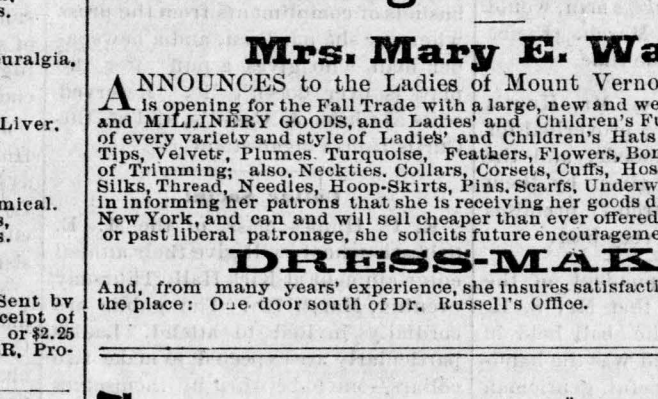 s.
euralgia,
Liver.
mical.
s,
s.
Sent by
ceipt of
or $2.25
R, Pro-
Mrs. Mary E. Wa
ANNOUNCES to the Ladies of Mount Verno
is opening for the Fall Trade with a large, new and we
and MILLINERY GOODS, and Ladies' and Children's Fu
of every variety and style of Ladies' and Children's Hats
Tips, Velvets, Plumes. Turquoise, Feathers, Flowers, Bon
of Trimming; also, Neckties. Collars, Corsets, Cuffs, Hos
Silks, Thread, Needles, Hoop-Skirts, Pins. Scarfs, Underw
in informing her patrons that she is receiving her goods d
New York, and can and will sell cheaper than ever offered
or past liberal patronage, she solicits future encourageme
DRESS-MAK
And, from many years' experience, she insures satisfacti
the place: One door south of Dr. Russell's Office.